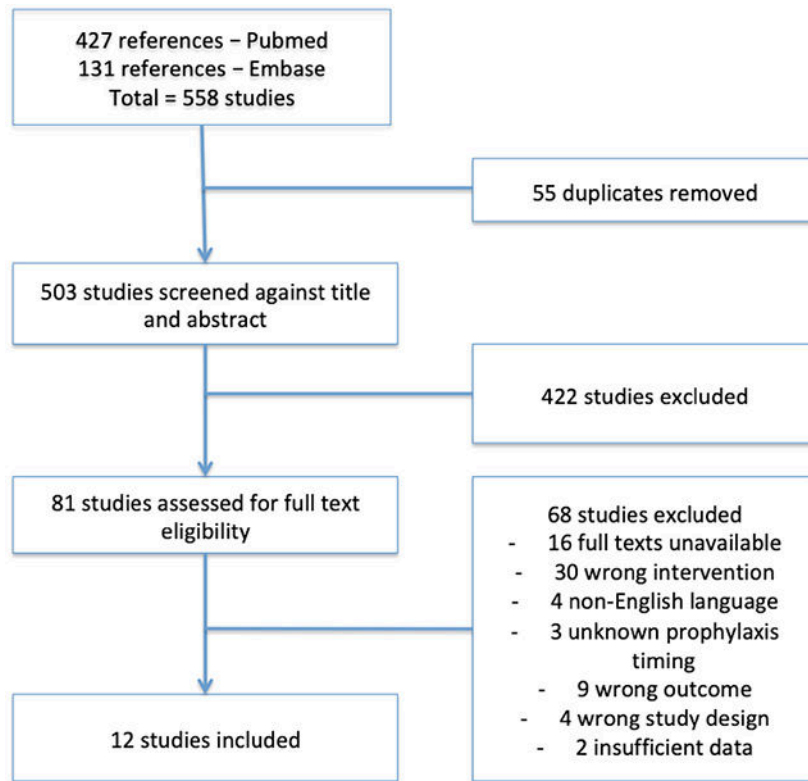 427 references – Pubmed
131 references – Embase
Total = 558 studies
55 duplicates removed
503 studies screened against title
and abstract
422 studies excluded
81 studies assessed for full text
eligibility
68 studies excluded
- 16 full texts unavailable
- 30 wrong intervention
- 4 non-English language
- 3 unknown prophylaxis
timing
- 9 wrong outcome
- 4 wrong study design
- 2 insufficient data
12 studies included